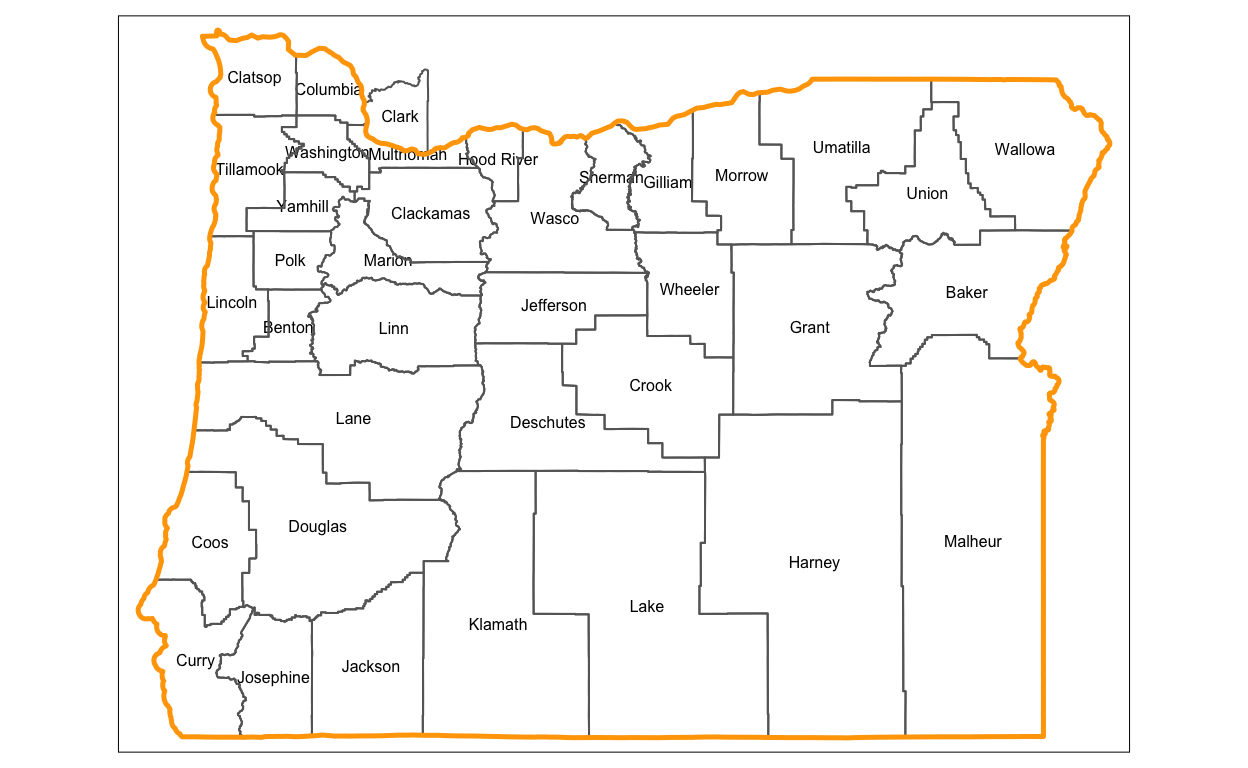 Clatsop
Columbia
Clark
Washington
Multnomah
Hood River
Tillamook
Sherman
Gilliam
Morrow
Umatilla
Wallowa
Union
Yamhill
Clackamas
Wasco
Polk
Marion
Wheeler
Baker
Lincoln
Benton
Linn
Jefferson
Grant
Crook
Lane
Deschutes
Douglas
Coos
Malheur
Harney
Lake
Klamath
Curry
Josephine
Jackson